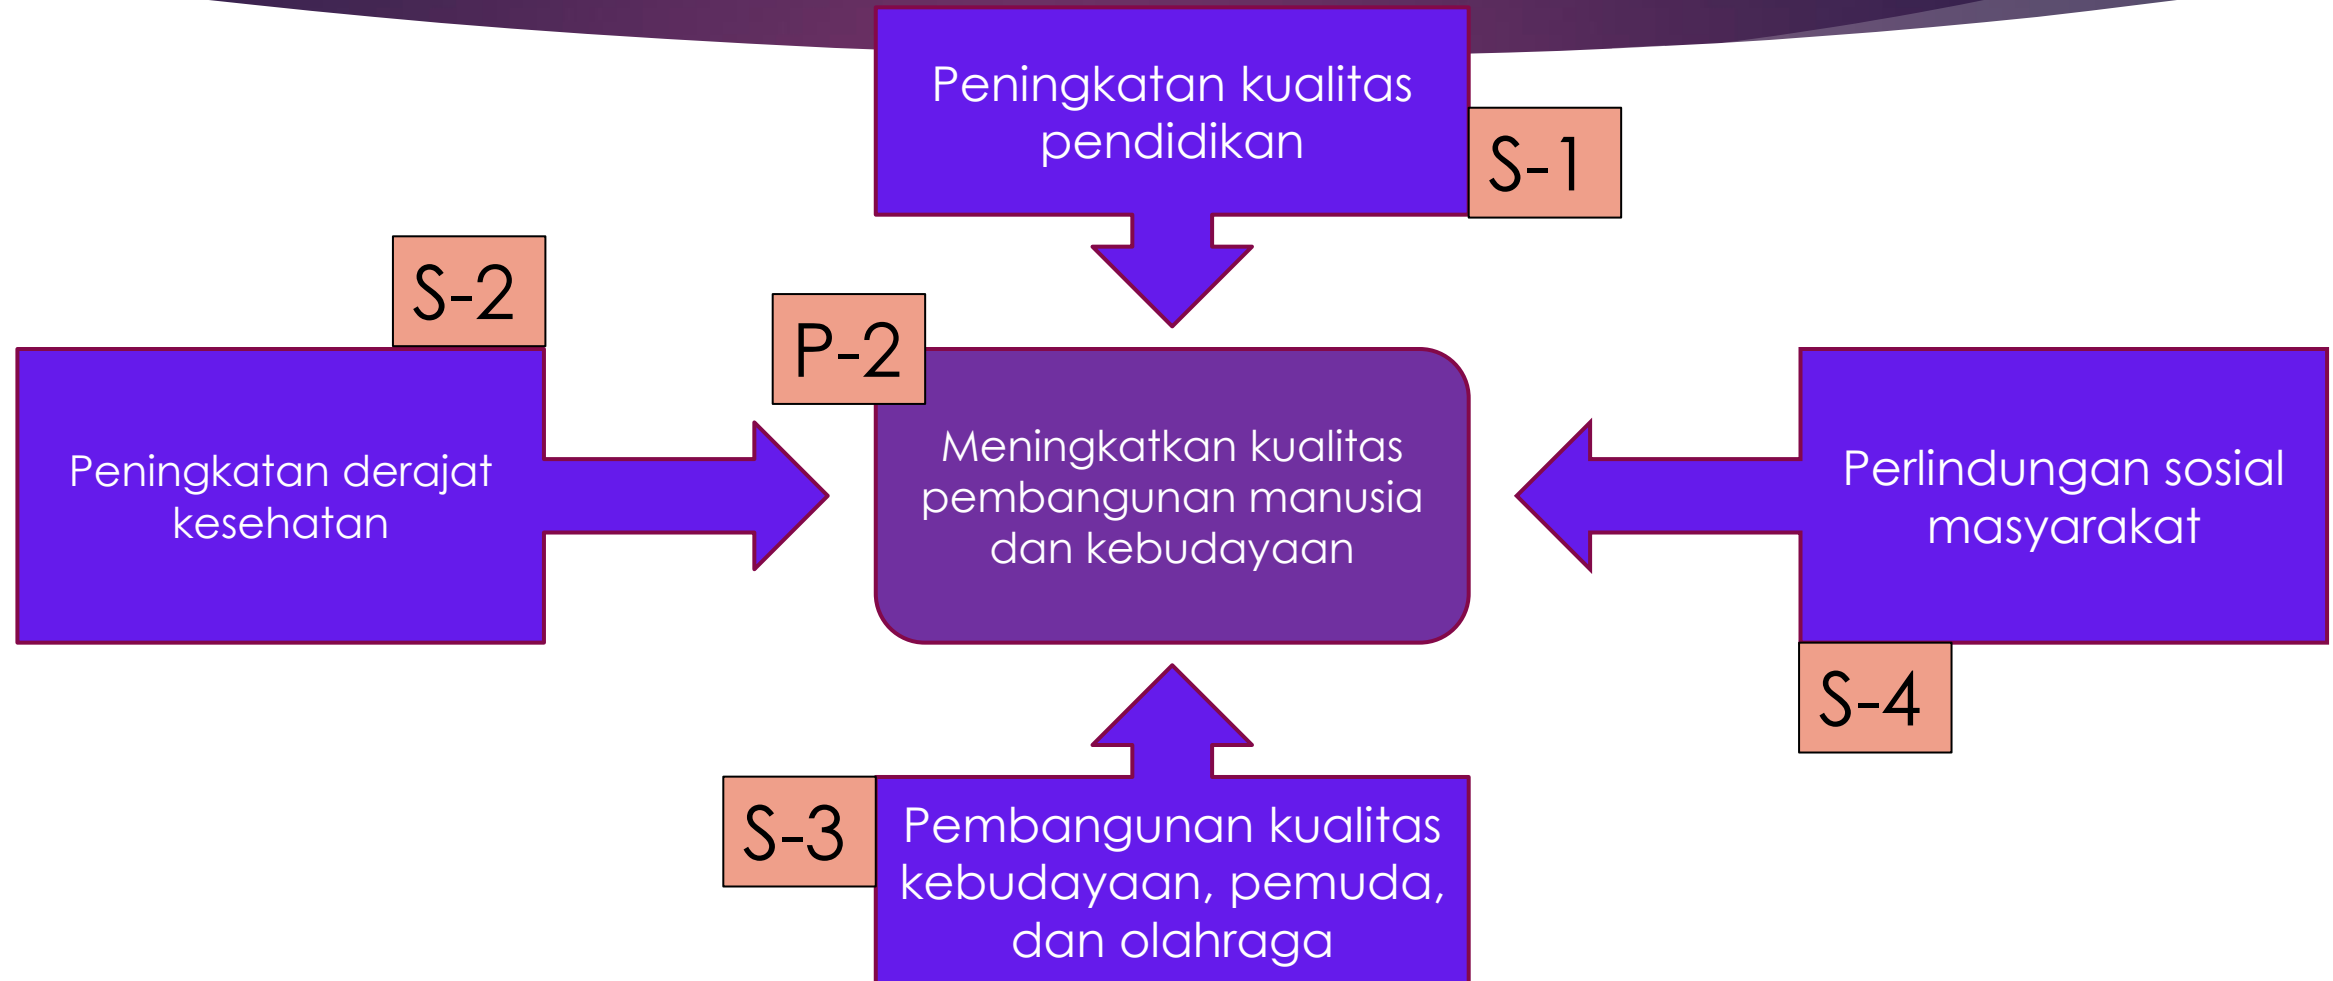 Peningkatan kualitas
pendidikan
S-1
S-2
Peningkatan derajat
kesehatan
P-2
Meningkatkan kualitas
pembangunan manusia
dan kebudayaan
Perlindungan sosial
masyarakat
S-4
S-3
Pembangunan kualitas
kebudayaan, pemuda,
dan olahraga